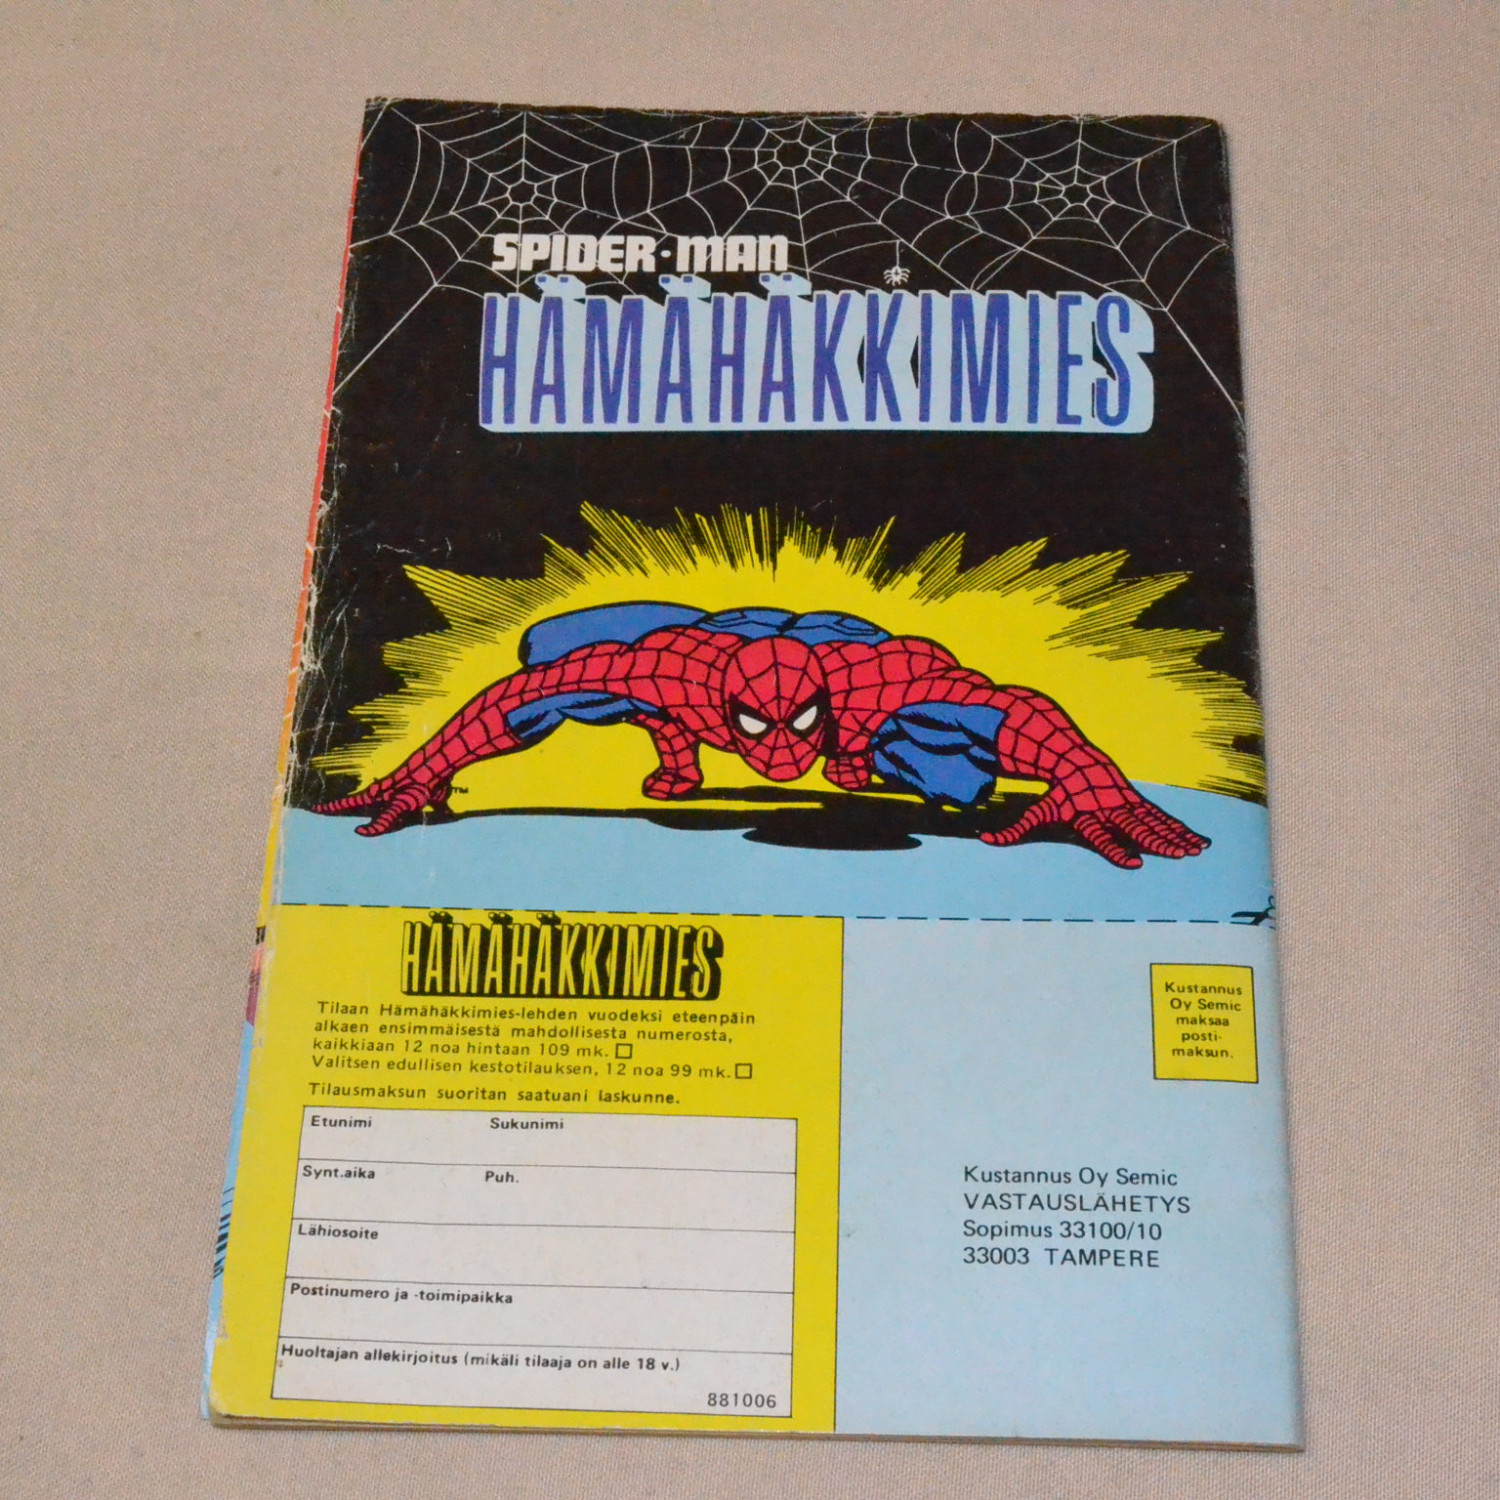 SPIDER-MAN
HÄMÄHÄKKIMIES
TM
HÄMÄHÄKKIMIES
Tilaan Hämähäkkimies-lehden vuodeksi eteenpäin
alkaen ensimmäisestä mahdollisesta numerosta,
kaikkiaan 12 noa hintaan 109 mk. ☐
Valitsen edullisen kestotilauksen, 12 noa 99 mk. ☐
Tilausmaksun suoritan saatuani laskunne.
Etunimi Sukunimi
Synt.aika Puh.
Lähiosoite
Postinumero ja -toimipaikka
Huoltajan allekirjoitus (mikäli tilaaja on alle 18 v.)
881006
Kustannus
Oy Semic
maksaa
posti-
maksun.
Kustannus Oy Semic
VASTAUSLÄHETYS
Sopimus 33100/10
33003 TAMPERE